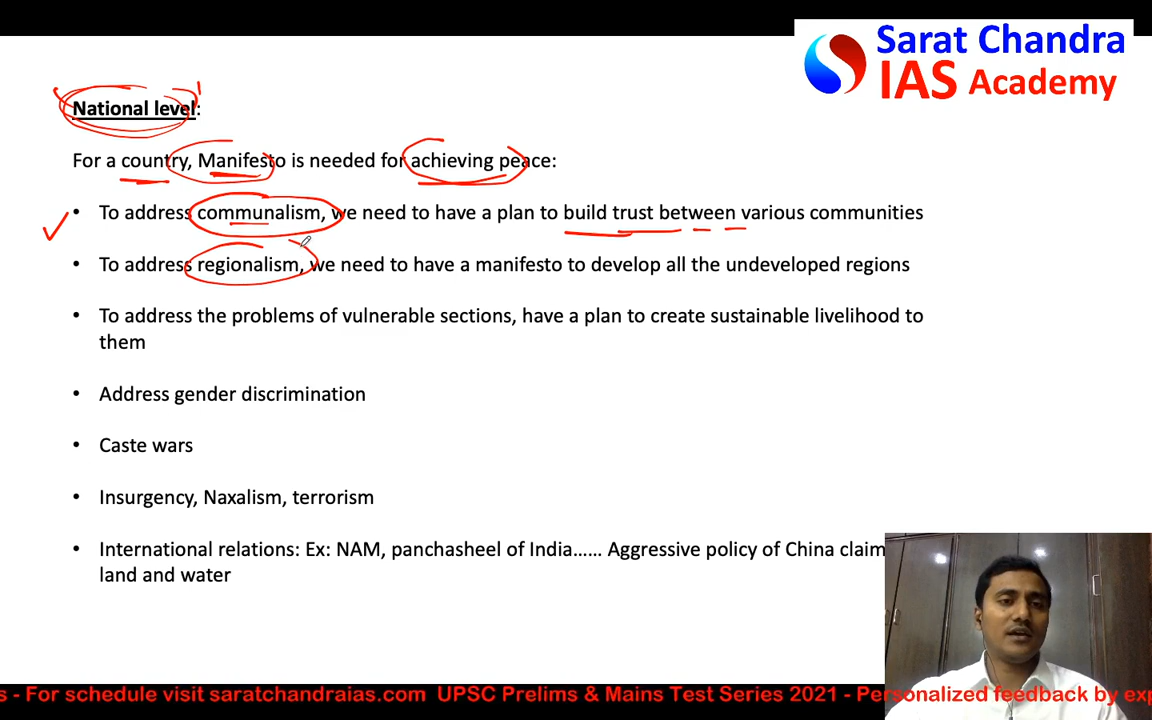 Sarat Chandra
IAS Academy
National level:
For a country, Manifesto is needed for achieving peace:
• To address communalism, we need to have a plan to build trust between various communities
• To address regionalism, we need to have a manifesto to develop all the undeveloped regions
• To address the problems of vulnerable sections, have a plan to create sustainable livelihood to
them
• Address gender discrimination
• Caste wars
• Insurgency, Naxalism, terrorism
• International relations: Ex: NAM, panchasheel of India...... Aggressive policy of China claim
land and water
s - For schedule visit saratchandraias.com UPSC Prelims & Mains Test Series 2021 - Personalized feedback by exp